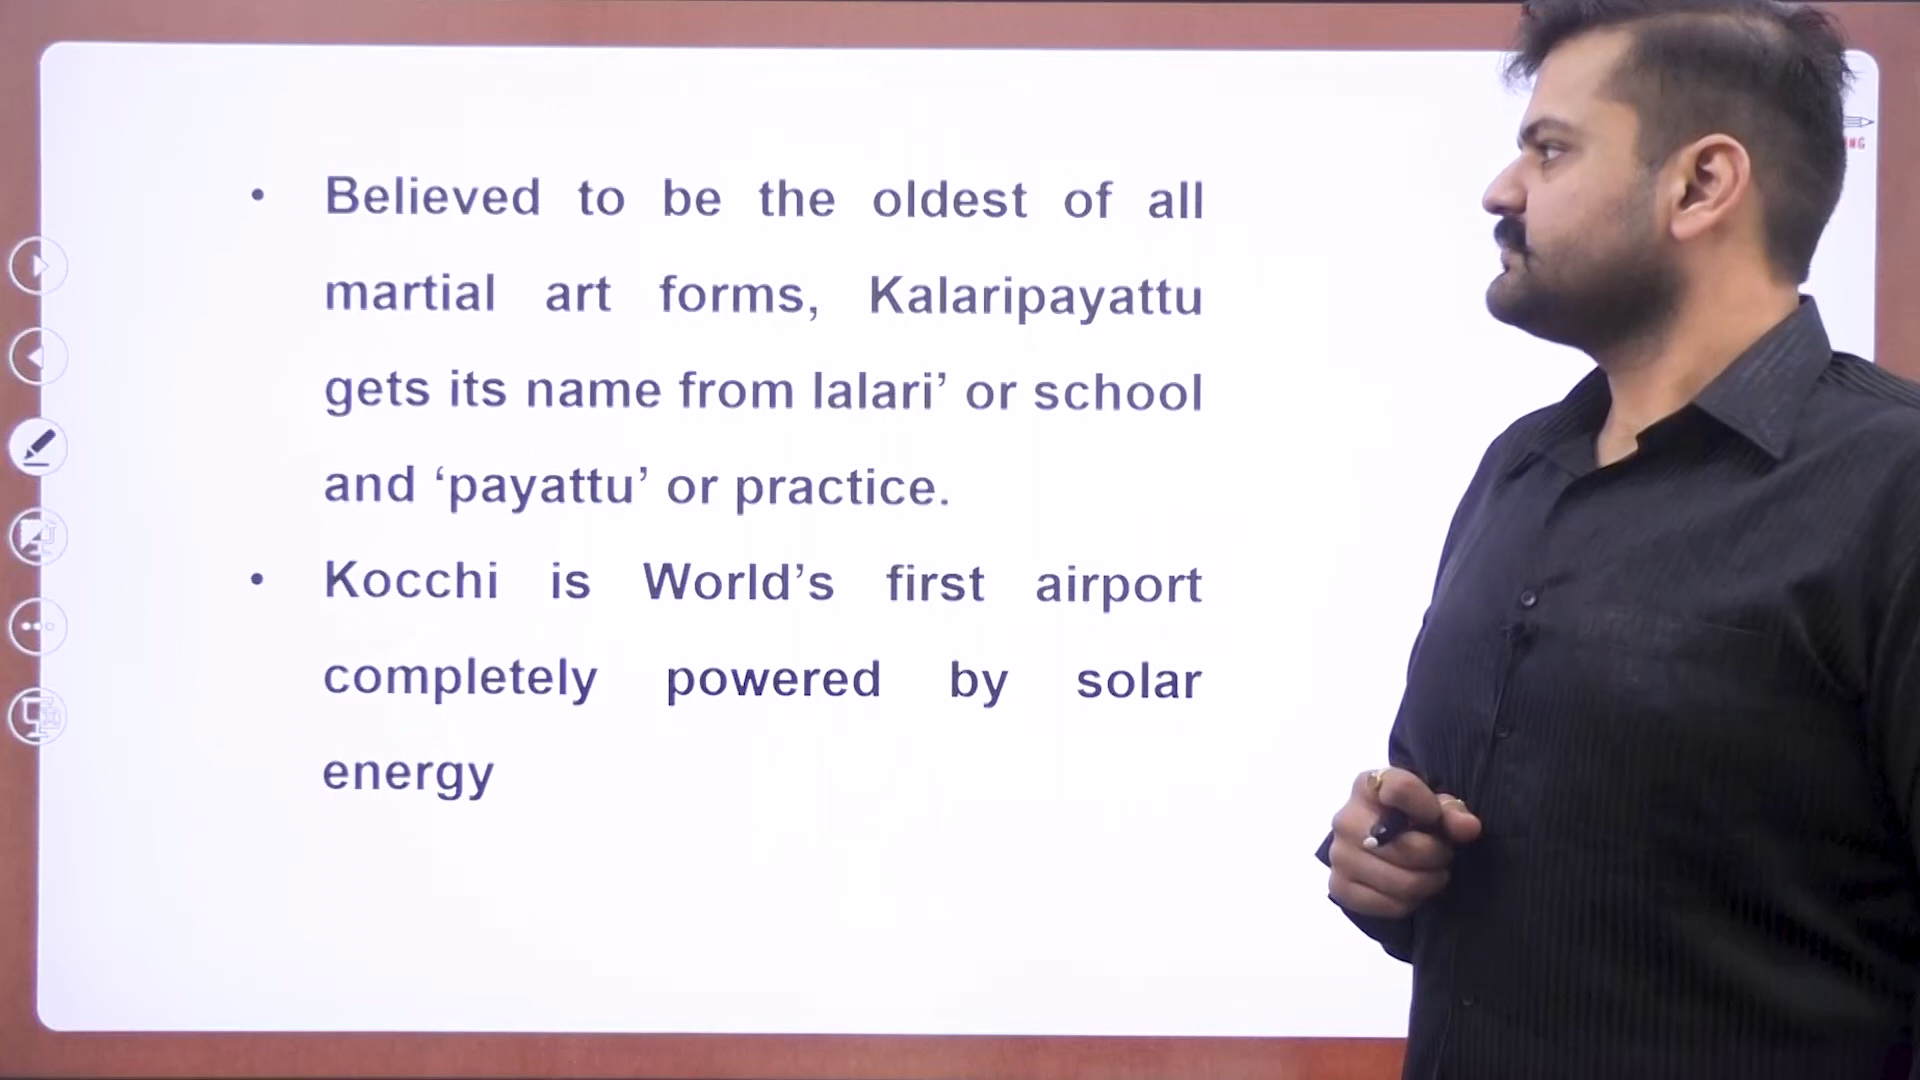 • Believed to be the oldest of all
martial art forms, Kalaripayattu
gets its name from lalari’ or school
and ‘payattu’ or practice.
• Kocchi is World’s first airport
completely powered by solar
energy